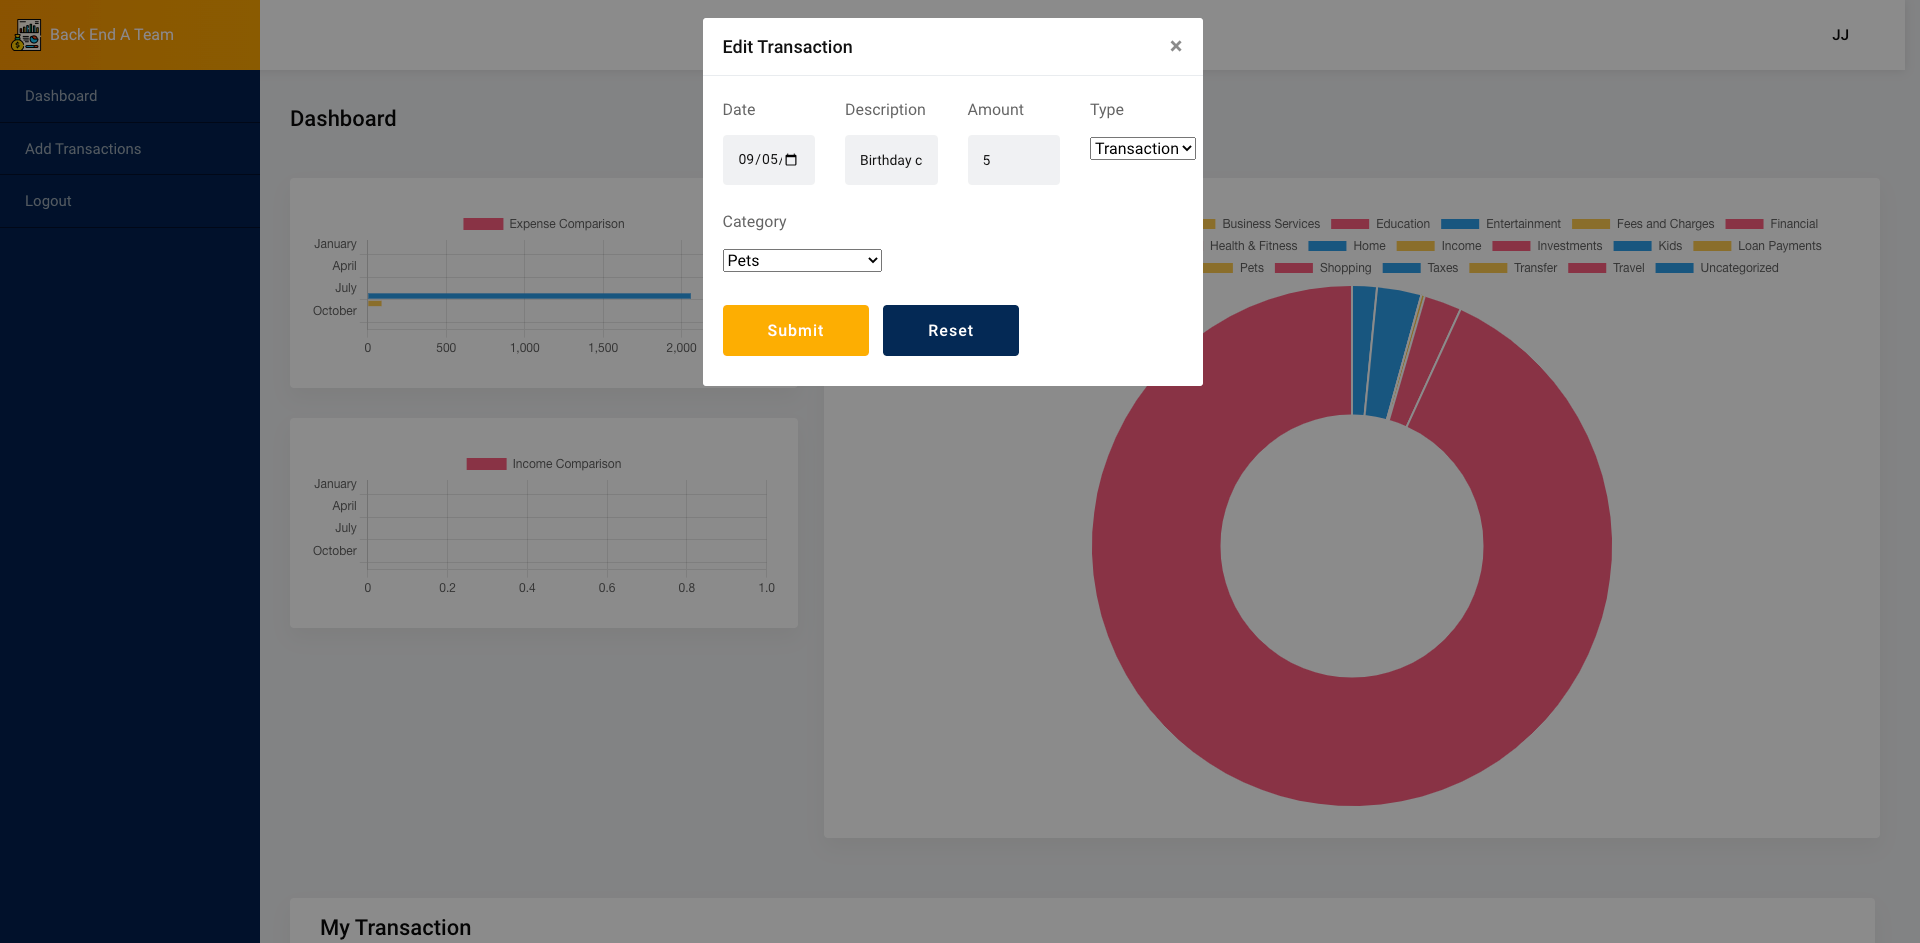 Back End A Team
JJ
Dashboard
Add Transactions
Logout
Dashboard
Edit Transaction
×
Date
Description
Amount
Type
09/05/
Birthday c
5
Transaction
Category
Pets
Submit
Reset
Expense Comparison
January
April
July
October
0 500 1,000 1,500 2,000
Income Comparison
January
April
July
October
0 0.2 0.4 0.6 0.8 1.0
Business Services Education Entertainment Fees and Charges Financial
Health & Fitness Home Income Investments Kids Loan Payments
Pets Shopping Taxes Transfer Travel Uncategorized
My Transaction